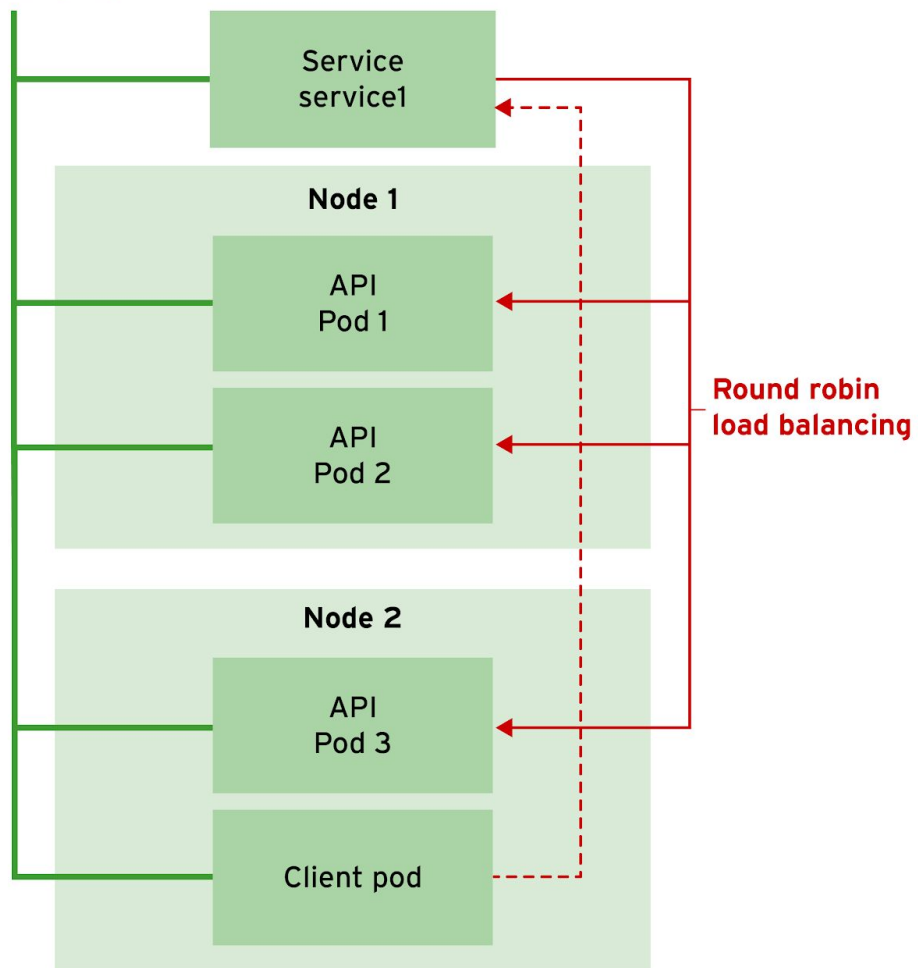 Service
service1
Node 1
API
Pod 1
API
Pod 2
Round robin
load balancing
Node 2
API
Pod 3
Client pod